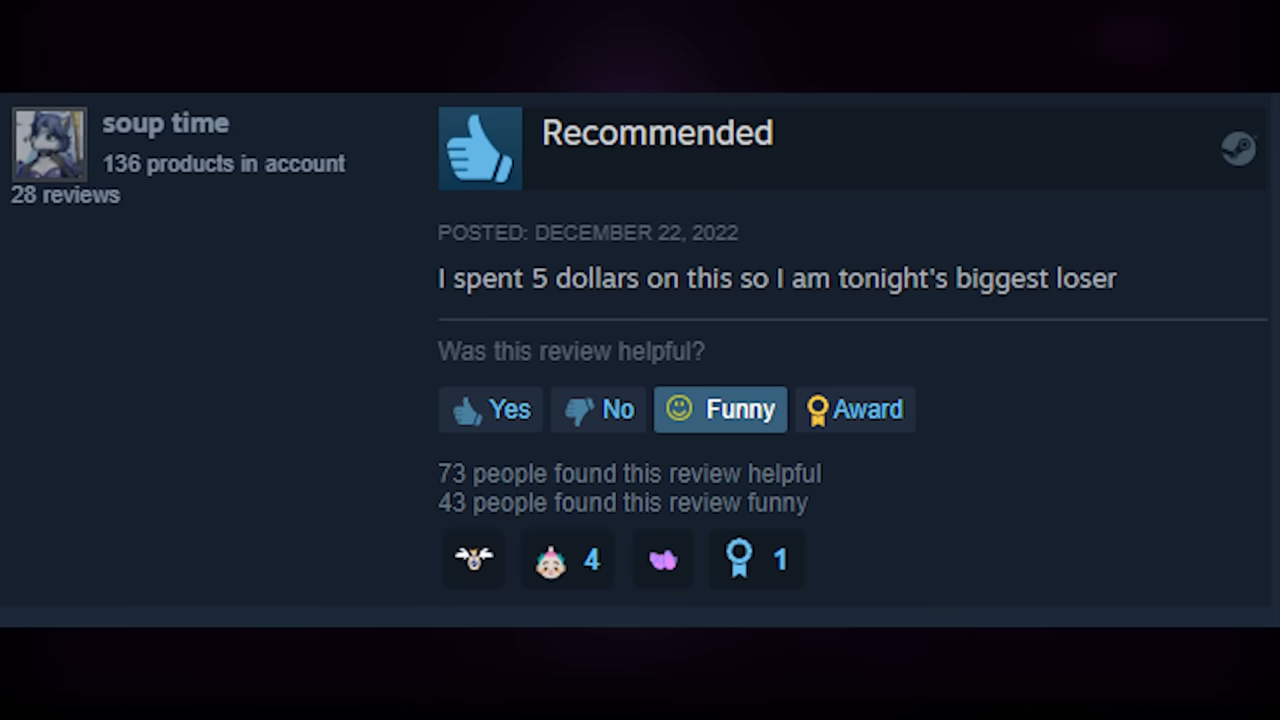 soup time
136 products in account
28 reviews
Recommended
POSTED: DECEMBER 22, 2022
I spent 5 dollars on this so I am tonight's biggest loser
Was this review helpful?
Yes No Funny Award
73 people found this review helpful
43 people found this review funny
4 1